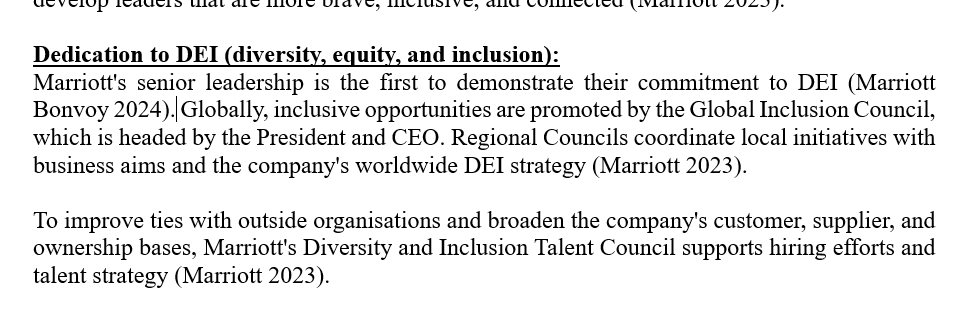 develop leaders that are more brave, inclusive, and connected (Marriott 2023).
Dedication to DEI (diversity, equity, and inclusion):
Marriott's senior leadership is the first to demonstrate their commitment to DEI (Marriott
Bonvoy 2024). Globally, inclusive opportunities are promoted by the Global Inclusion Council,
which is headed by the President and CEO. Regional Councils coordinate local initiatives with
business aims and the company's worldwide DEI strategy (Marriott 2023).
To improve ties with outside organisations and broaden the company's customer, supplier, and
ownership bases, Marriott's Diversity and Inclusion Talent Council supports hiring efforts and
talent strategy (Marriott 2023).